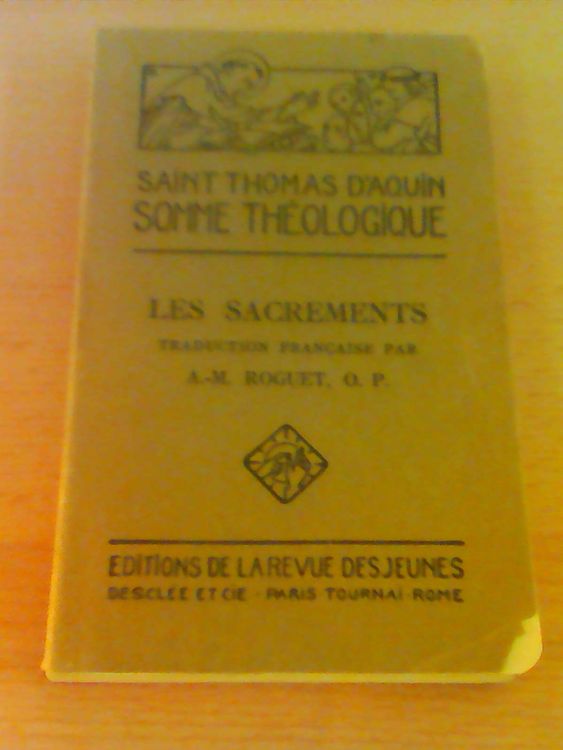 SAINT THOMAS D'AQUIN
SOMME THÉOLOGIQUE
LES SACREMENTS
TRADUCTION FRANÇAISE PAR
A.-M. ROGUET, O. P.
EDITIONS DE LA REVUE DES JEUNES
DESCLÉE ET CIE - PARIS TOURNAI - ROME